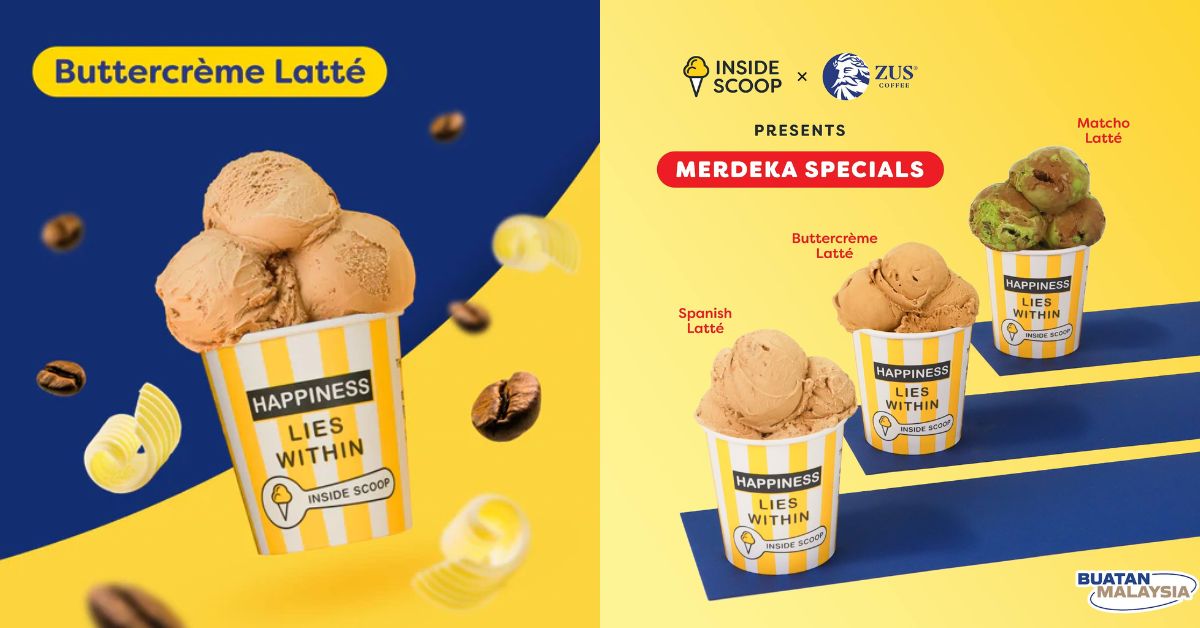 Buttercrème Latté
HAPPINESS
LIES
WITHIN
INSIDE SCOOP
INSIDE
SCOOP
×
ZUS®
COFFEE
PRESENTS
MERDEKA SPECIALS
Matcho
Latté
HAPPINESS
LIES
WITHIN
INSIDE SCOOP
Buttercrème
Latté
HAPPINESS
LIES
WITHIN
INSIDE SCOOP
Spanish
Latté
HAPPINESS
LIES
WITHIN
INSIDE SCOOP
BUATAN
MALAYSIA